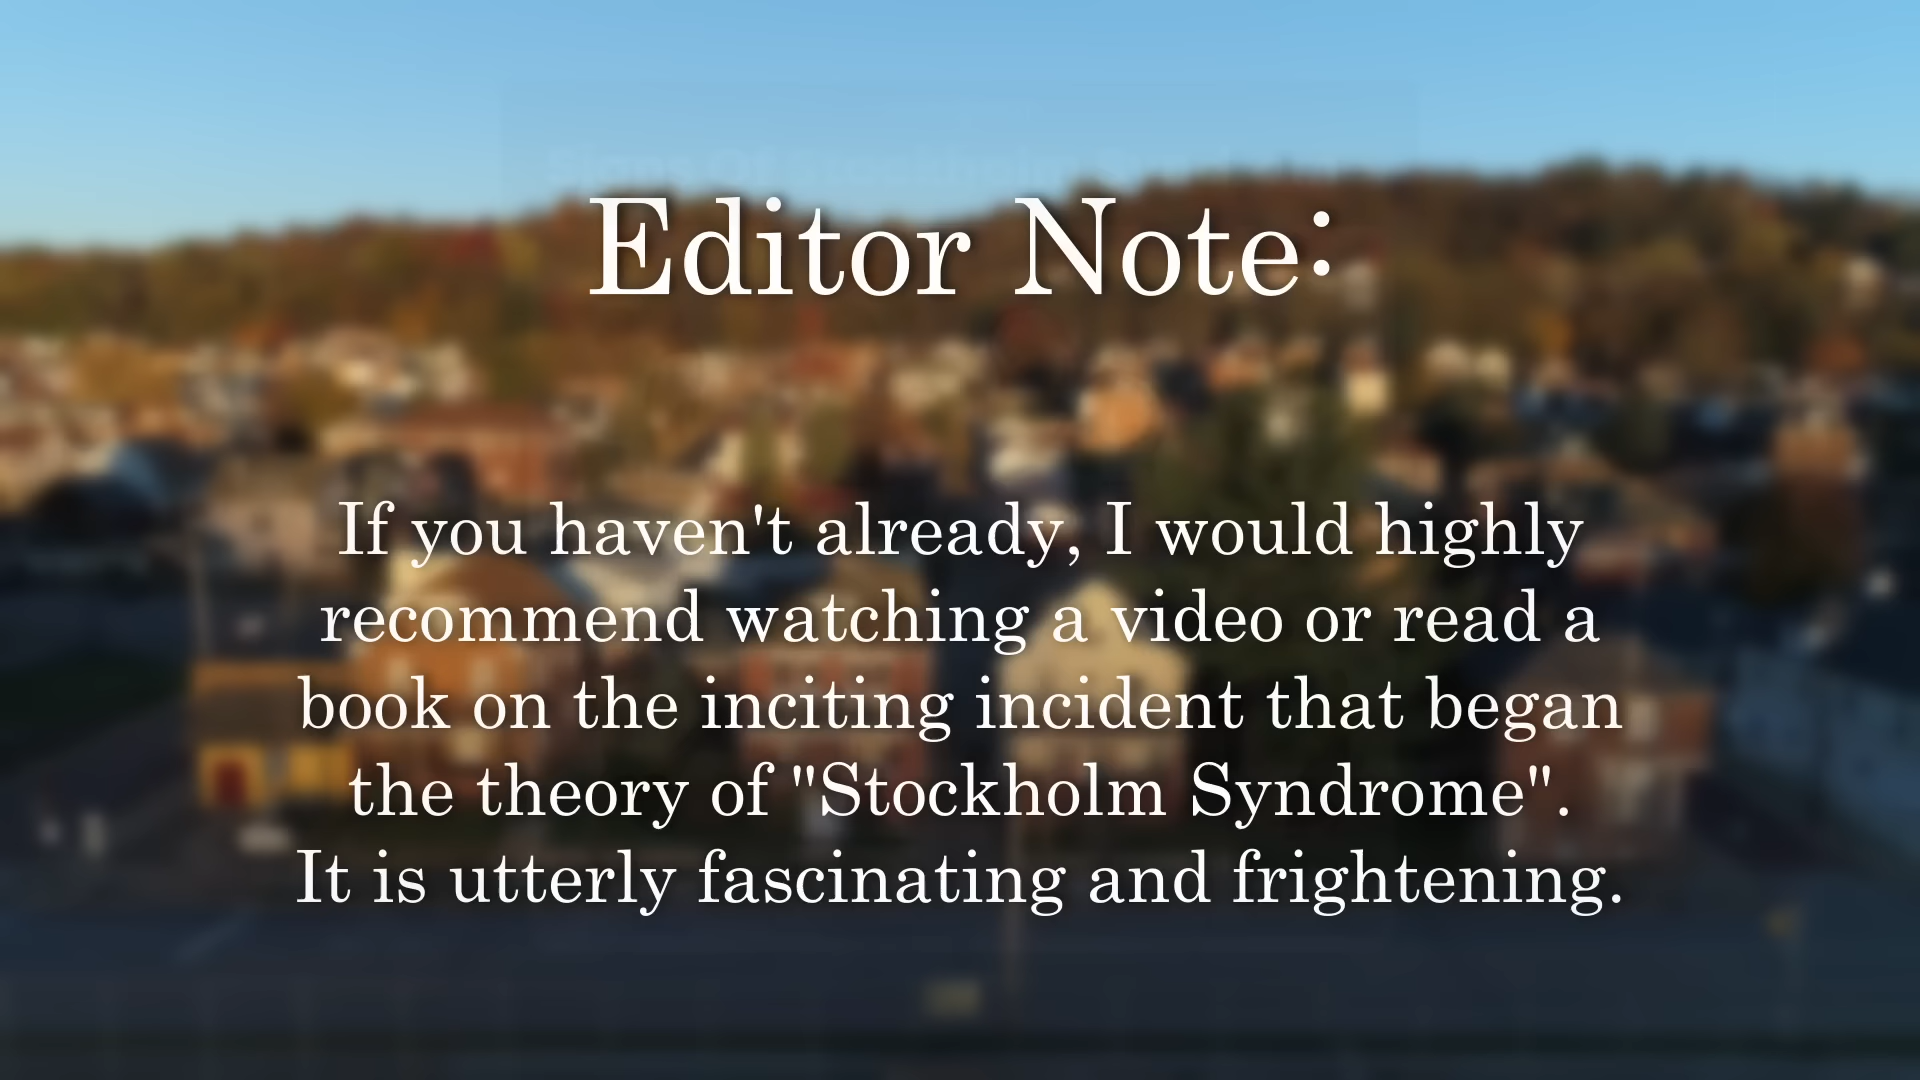 Editor Note:
If you haven't already, I would highly
recommend watching a video or read a
book on the inciting incident that began
the theory of "Stockholm Syndrome".
It is utterly fascinating and frightening.